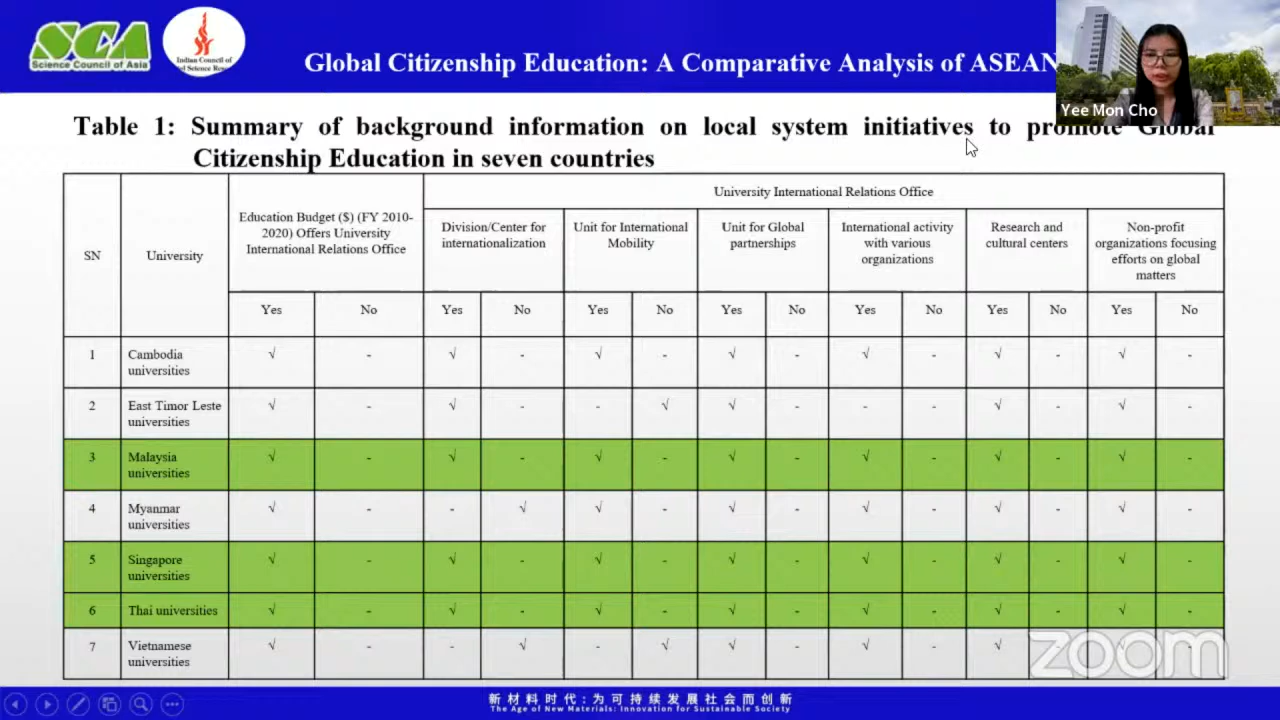 SCA
Science Council of Asia
Indian Council of
Global Citizenship Education: A Comparative Analysis of ASEAN
Yee Mon Cho
Table 1: Summary of background information on local system initiatives to promote Global
Citizenship Education in seven countries
SN
University
Education Budget ($) (FY 2010-
2020) Offers University
International Relations Office
University International Relations Office
Division/Center for
internationalization
Unit for International
Mobility
Unit for Global
partnerships
International activity
with various
organizations
Research and
cultural centers
Non-profit
organizations focusing
efforts on global
matters
Yes No Yes No Yes No Yes No Yes No Yes No Yes No
1 Cambodia √ - √ - √ - √ - √ - √ - √ -
universities
2 East Timor Leste √ - √ - - √ √ - - - √ - √ -
universities
3 Malaysia √ - √ - √ - √ - √ - √ - √ -
universities
4 Myanmar √ - - √ √ - √ - √ - √ - √ -
universities
5 Singapore √ - √ - √ - √ - √ - √ - √ -
universities
6 Thai universities √ - √ - √ - √ - √ - √ - √ -
7 Vietnamese √ - - √ - √ √ - √ - √ - √ -
universities
zoom
新材料时代:为可持续发展社会而创新
The Age of New Materials: Innovation for Sustainable Society